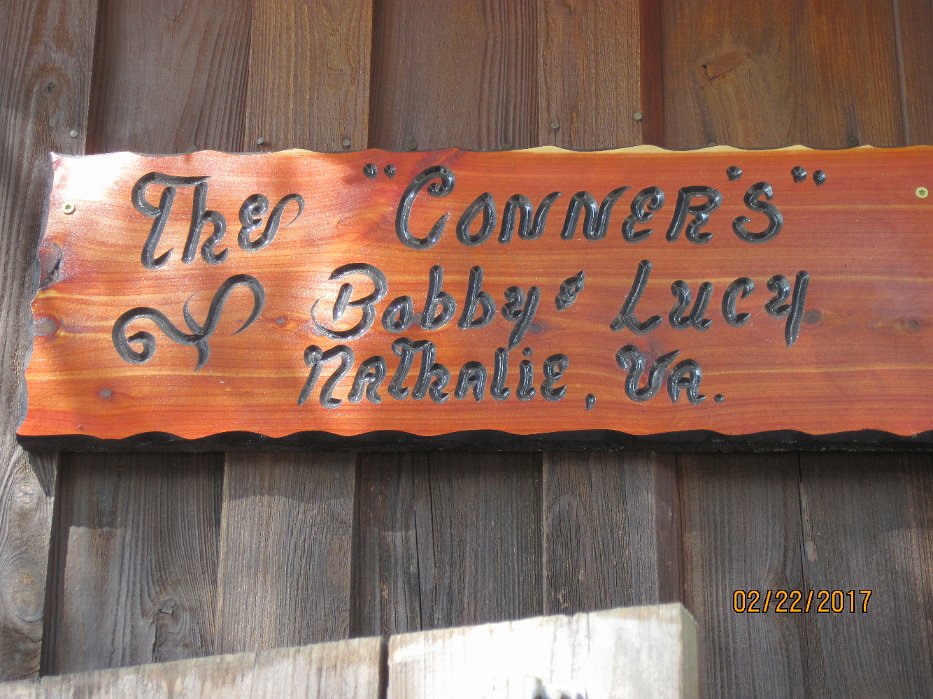 The "Conner's"
Bobby & Lucy
Nathalie, Va.
02/22/2017